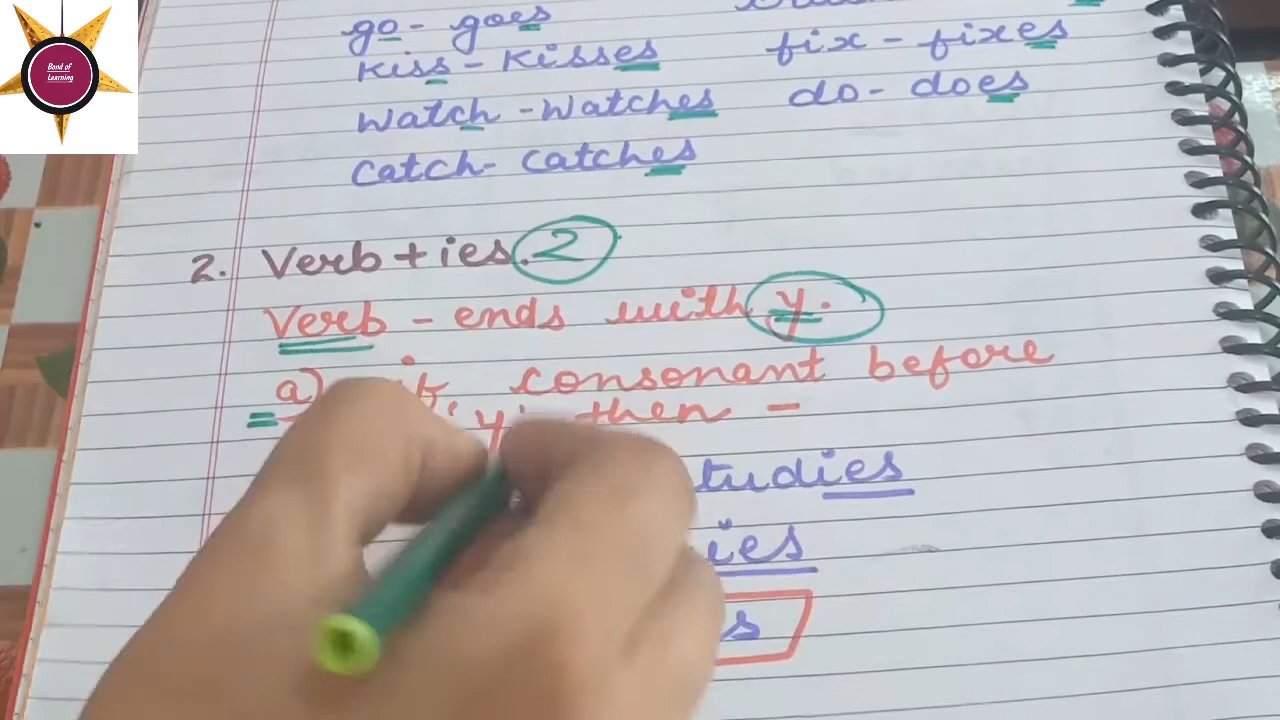 Bond of
Learning
go - goes
kiss - kisses
fix - fixes
watch - watches
do - does
catch - catches
2. Verb + ies. 2
Verb - ends with y.
a) if consonant before
'y' then -
tudies
ies
s